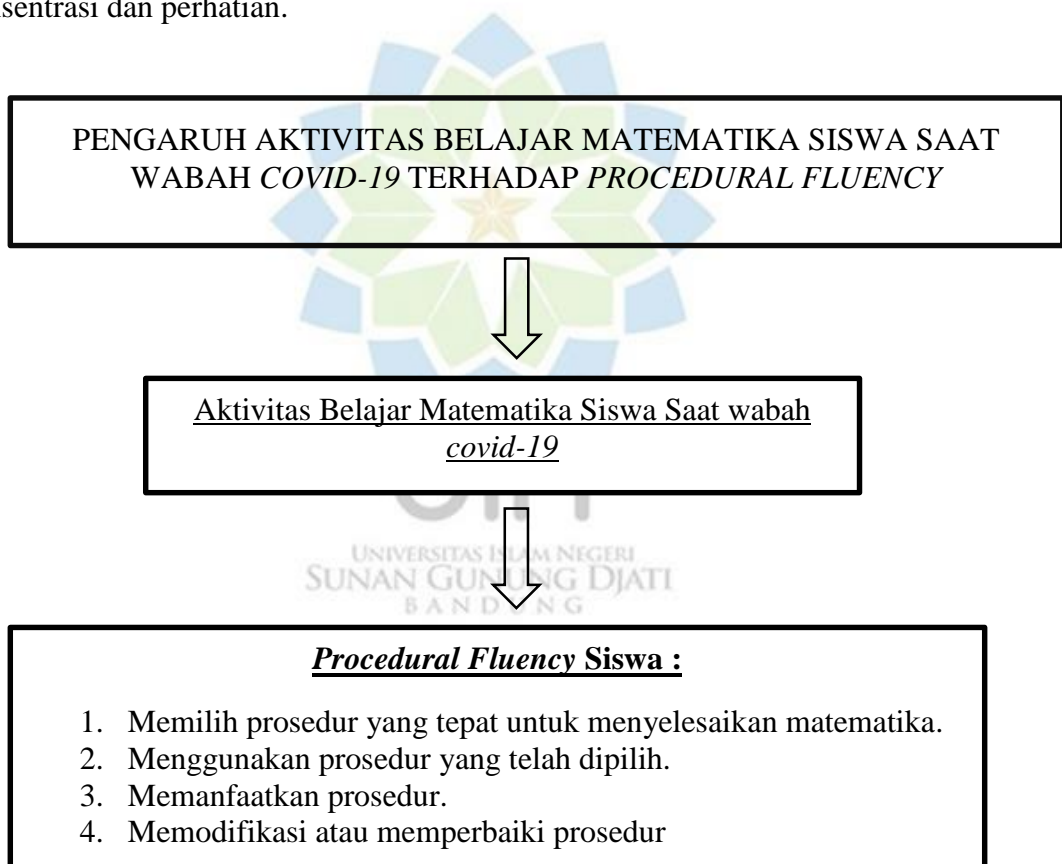 dan perhatian.
PENGARUH AKTIVITAS BELAJAR MATEMATIKA SISWA SAAT
WABAH COVID-19 TERHADAP PROCEDURAL FLUENCY
Aktivitas Belajar Matematika Siswa Saat wabah
covid-19
UNIVERSITAS ISLAM NEGERI
SUNAN GUNUNG DJATI
BANDUNG
Procedural Fluency Siswa :
1. Memilih prosedur yang tepat untuk menyelesaikan matematika.
2. Menggunakan prosedur yang telah dipilih.
3. Memanfaatkan prosedur.
4. Memodifikasi atau memperbaiki prosedur